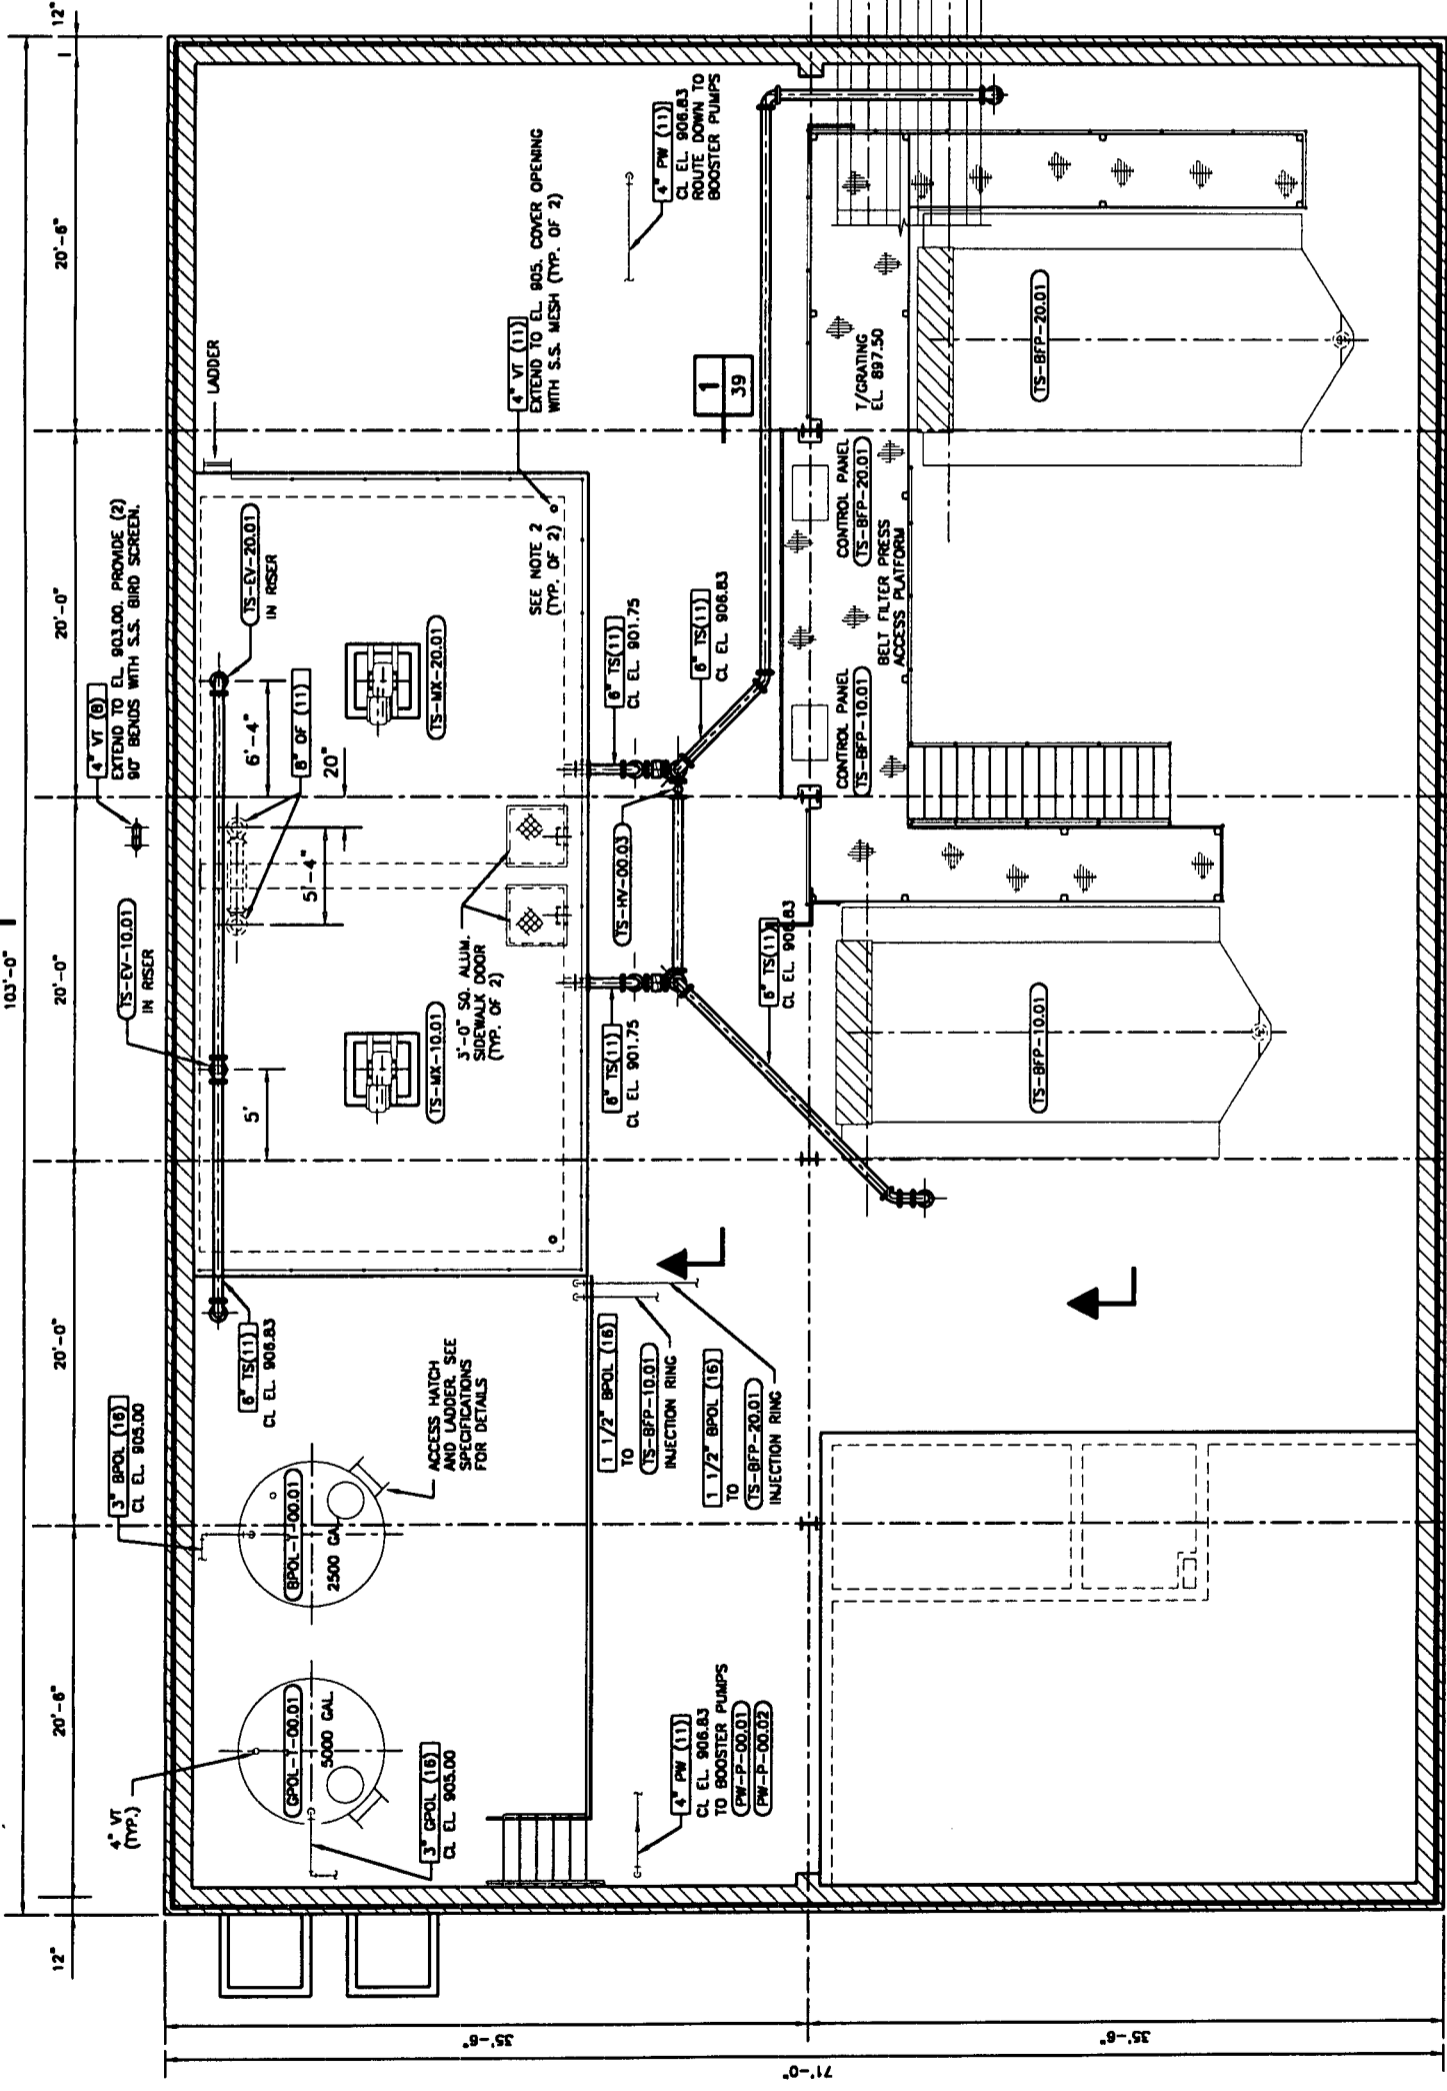 103'-0"
12"
20'-6"
20'-0"
20'-0"
20'-0"
20'-6"
12"
4" VT
(TYP.)
3" BPOL (16)
CL EL. 905.00
TS-EV-10.01
IN RISER
4" VT (8)
EXTEND TO EL. 903.00. PROVIDE (2)
90° BENDS WITH S.S. BIRD SCREEN.
LADDER
GPOL-T-00.01
5000 GAL.
3" GPOL (16)
CL EL. 905.00
BPOL-T-00.01
2500 GAL.
ACCESS HATCH
AND LADDER. SEE
SPECIFICATIONS
FOR DETAILS
6" TS(11)
CL EL. 906.83
5'
5'-4"
6'-4"
20"
8" OF (11)
TS-EV-20.01
IN RISER
TS-MX-10.01
TS-MX-20.01
3'-0" SQ. ALUM.
SIDEWALK DOOR
(TYP. OF 2)
SEE NOTE 2
(TYP. OF 2)
4" VT (11)
EXTEND TO EL. 905. COVER OPENING
WITH S.S. MESH (TYP. OF 2)
1 1/2" BPOL (16)
TO
TS-BFP-10.01
INJECTION RING
1 1/2" BPOL (16)
TO
TS-BFP-20.01
INJECTION RING
6" TS(11)
CL EL. 901.75
TS-HV-00.03
6" TS(11)
CL EL. 901.75
6" TS(11)
CL EL. 906.83
4" PW (11)
CL EL. 906.83
ROUTE DOWN TO
BOOSTER PUMPS
1
39
4" PW (11)
CL EL. 906.83
TO BOOSTER PUMPS
PW-P-00.01
PW-P-00.02
6" TS(11)
CL EL. 906.83
CONTROL PANEL
TS-BFP-10.01
CONTROL PANEL
TS-BFP-20.01
BELT FILTER PRESS
ACCESS PLATFORM
T/GRATING
EL. 897.50
TS-BFP-10.01
TS-BFP-20.01
35'-6"
35'-6"
71'-0"